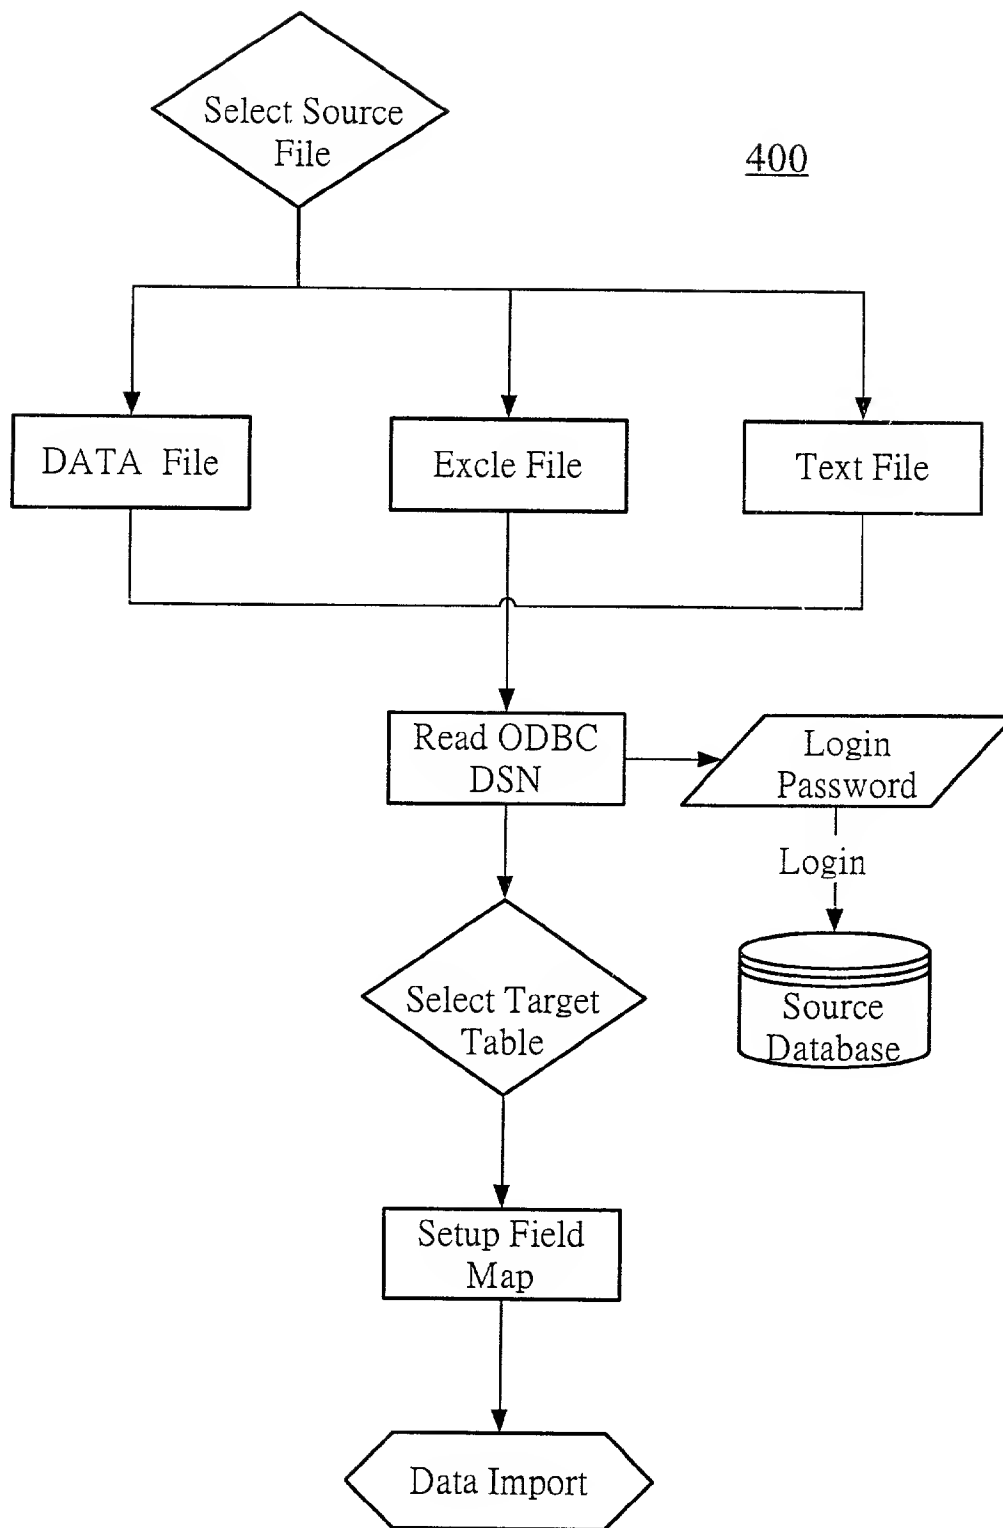 Select Source
File
400
DATA File
Excle File
Text File
Read ODBC
DSN
Login
Password
Login
Select Target
Table
Source
Database
Setup Field
Map
Data Import